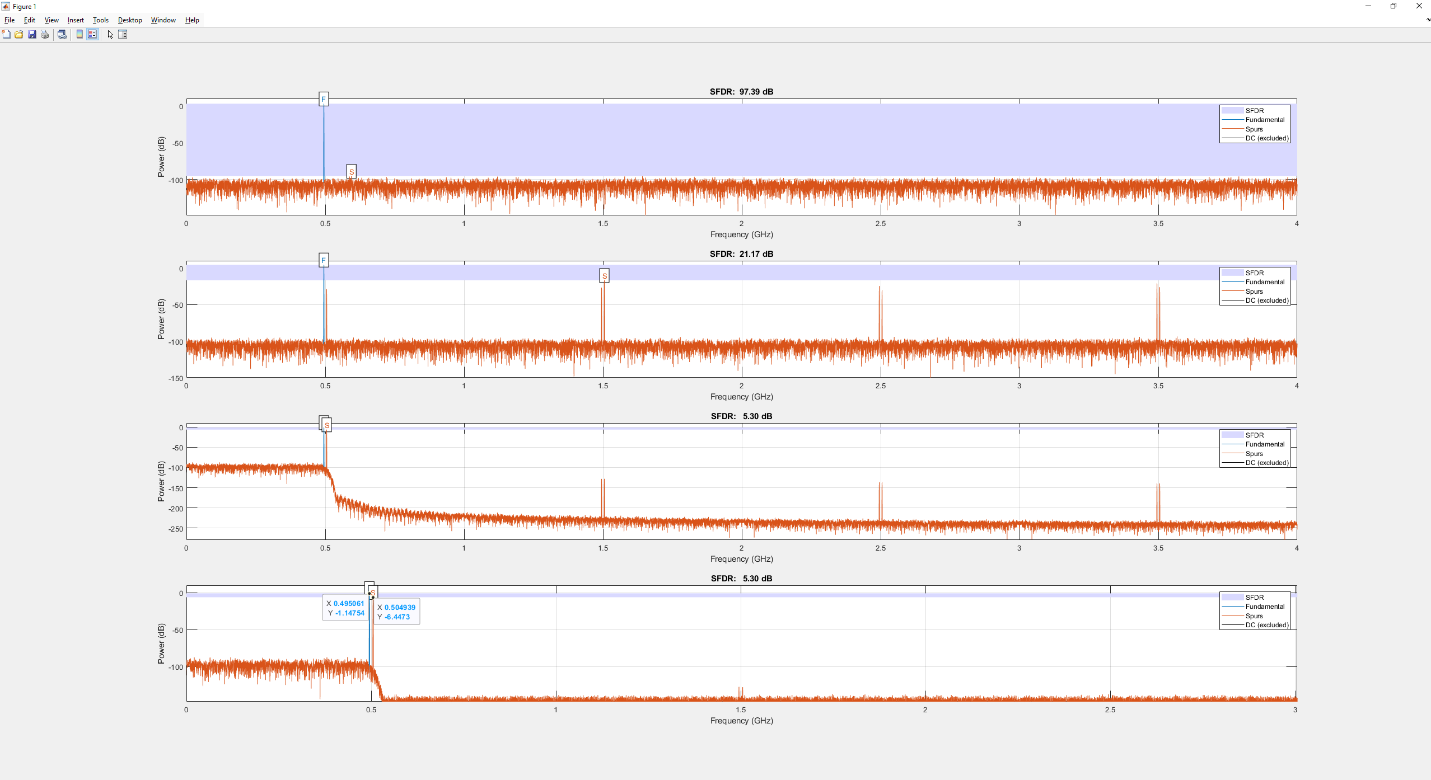 Figure 1
File Edit View Insert Tools Desktop Window Help
SFDR: 97.39 dB
F
S
0
-50
-100
Power (dB)
SFDR
Fundamental
Spurs
DC (excluded)
0 0.5 1 1.5 2 2.5 3 3.5 4
Frequency (GHz)
SFDR: 21.17 dB
F
S
0
-50
-100
-150
Power (dB)
SFDR
Fundamental
Spurs
DC (excluded)
0 0.5 1 1.5 2 2.5 3 3.5 4
Frequency (GHz)
SFDR: 5.30 dB
S
0
-50
-100
-150
-200
-250
Power (dB)
SFDR
Fundamental
Spurs
DC (excluded)
0 0.5 1 1.5 2 2.5 3 3.5 4
Frequency (GHz)
SFDR: 5.30 dB
S
0
-50
-100
Power (dB)
X 0.495061
Y -1.14754
X 0.504939
Y -6.4473
SFDR
Fundamental
Spurs
DC (excluded)
0 0.5 1 1.5 2 2.5 3
Frequency (GHz)